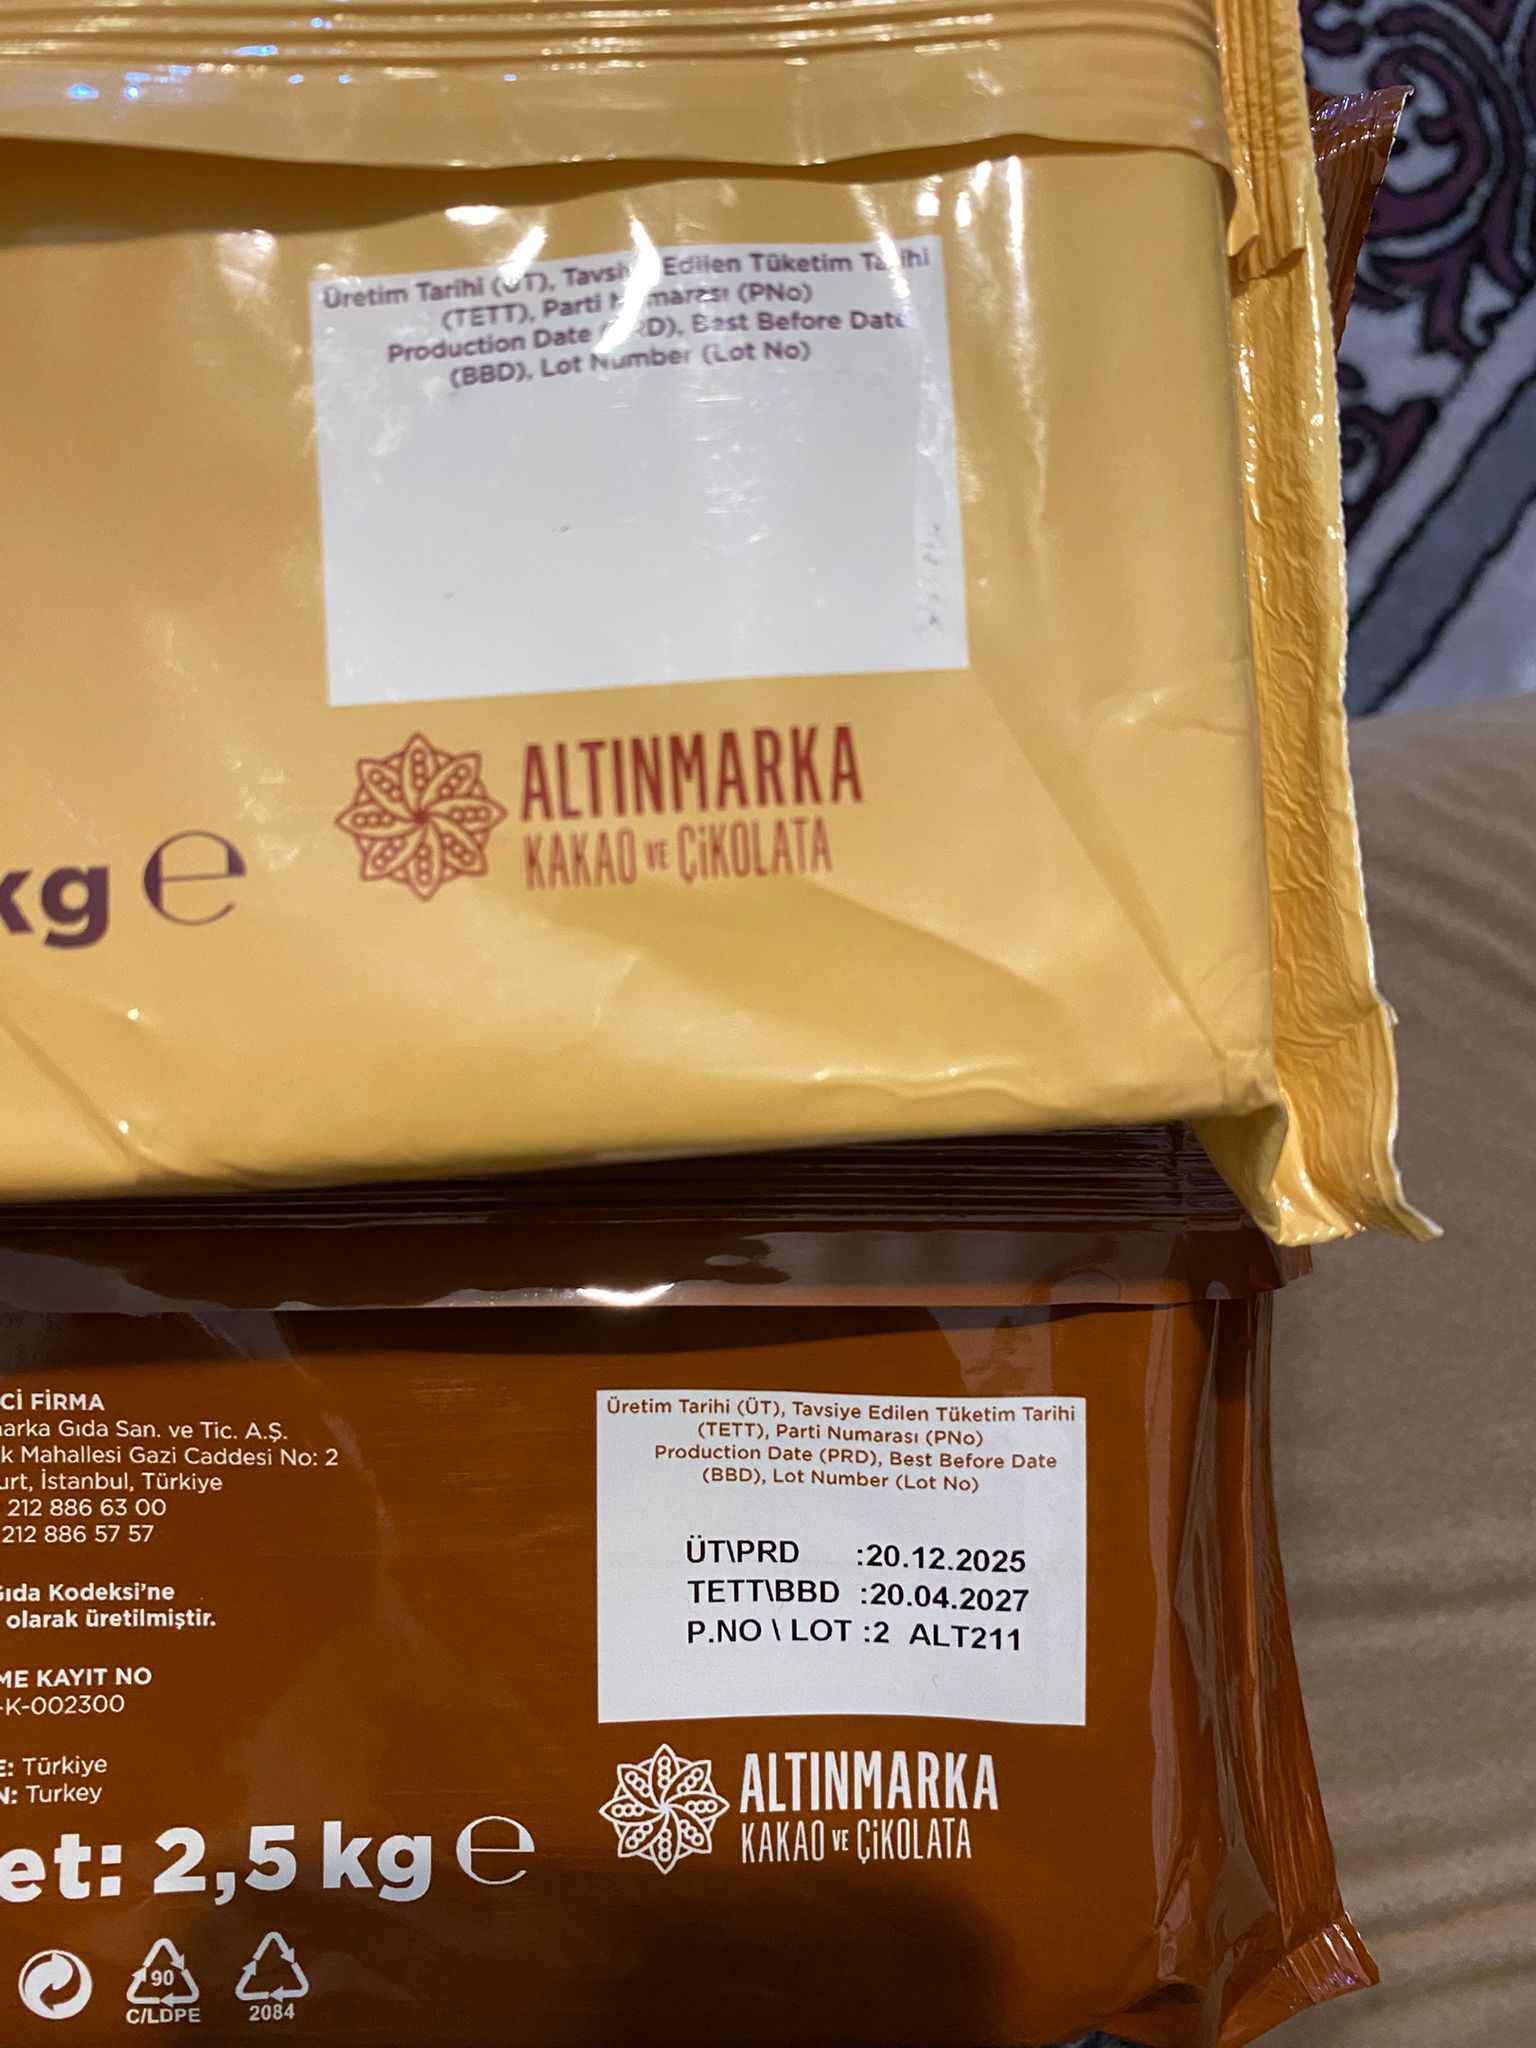 Üretim Tarihi (ÜT), Tavsiye Edilen Tüketim Tarihi
(TETT), Parti Numarası (PNo)
Production Date (PRD), Best Before Date
(BBD), Lot Number (Lot No)
ALTINMARKA
KAKAO VE ÇİKOLATA
kg e
Cİ FİRMA
arka Gıda San. ve Tic. A.Ş.
k Mahallesi Gazi Caddesi No: 2
urt, İstanbul, Türkiye
212 886 63 00
212 886 57 57
Gıda Kodeksi'ne
olarak üretilmiştir.
ME KAYIT NO
-K-002300
E: Türkiye
N: Turkey
et: 2,5 kg e
90
C/LDPE
2084
Üretim Tarihi (ÜT), Tavsiye Edilen Tüketim Tarihi
(TETT), Parti Numarası (PNo)
Production Date (PRD), Best Before Date
(BBD), Lot Number (Lot No)
ÜT\PRD :20.12.2025
TETT\BBD :20.04.2027
P.NO \ LOT :2 ALT211
ALTINMARKA
KAKAO VE ÇİKOLATA